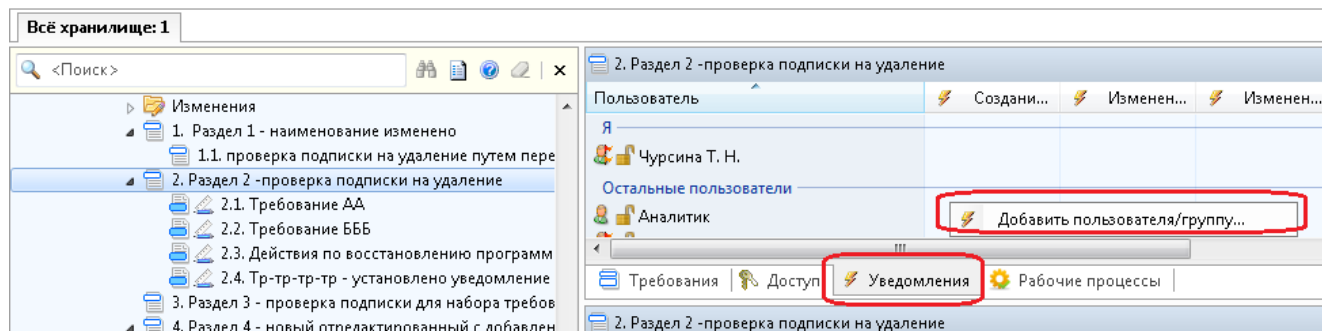 Всё хранилище: 1
<Поиск>
Изменения
1. Раздел 1 - наименование изменено
1.1. проверка подписки на удаление путем пере
2. Раздел 2 -проверка подписки на удаление
2.1. Требование АА
2.2. Требование БББ
2.3. Действия по восстановлению программ
2.4. Тр-тр-тр-тр - установлено уведомление
3. Раздел 3 - проверка подписки для набора требов
4. Раздел 4 - новый отредактированный с добавлен
2. Раздел 2 -проверка подписки на удаление
Пользователь Создани... Изменен... Изменен...
Я
Чурсина Т. Н.
Остальные пользователи
Аналитик
Добавить пользователя/группу...
Требования Доступ Уведомления Рабочие процессы
2. Раздел 2 -проверка подписки на удаление